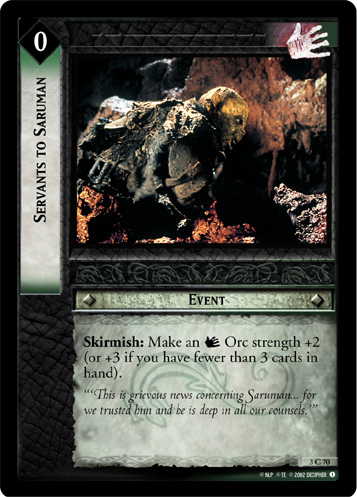 0
SERVANTS TO SARUMAN
EVENT
Skirmish: Make an Orc strength +2
(or +3 if you have fewer than 3 cards in
hand).
“‘This is grievous news concerning Saruman... for
we trusted him and he is deep in all our counsels.’”
3 C 70
© NLP ™ TE © 2002 DECIPHER